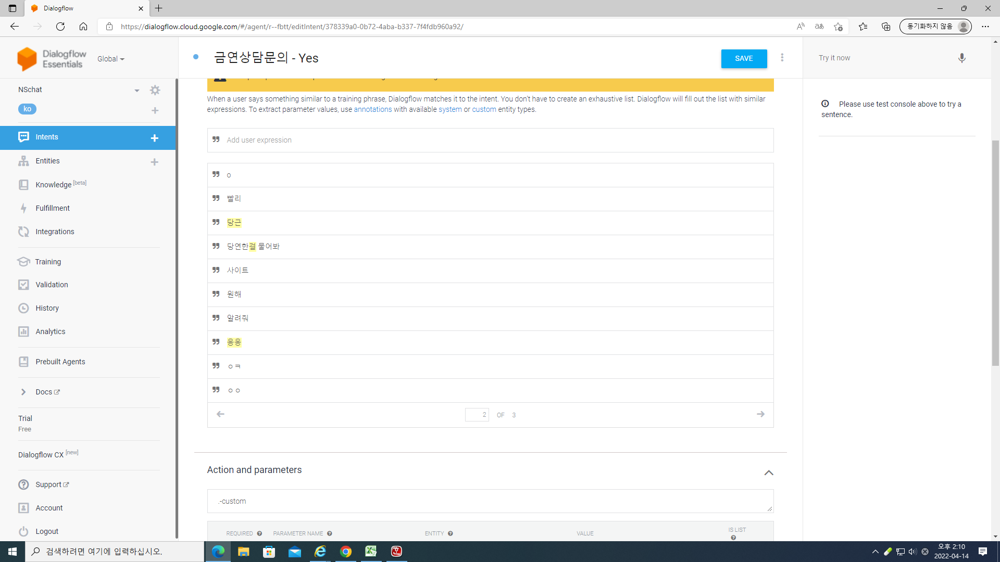 Dialogflow
https://dialogflow.cloud.google.com/#/agent/r--fbtt/editIntent/378339a0-0b72-4aba-b337-7f4fdb960a92/
동기화하지 않음
Dialogflow
Essentials
Global
금연상담문의 - Yes
SAVE
Try it now
NSchat
ko
Intents
Entities
Knowledge [beta]
Fulfillment
Integrations
Training
Validation
History
Analytics
Prebuilt Agents
Docs
Trial
Free
Dialogflow CX [new]
Support
Account
Logout
When a user says something similar to a training phrase, Dialogflow matches it to the intent. You don't have to create an exhaustive list. Dialogflow will fill out the list with similar
expressions. To extract parameter values, use annotations with available system or custom entity types.
Add user expression
ㅇ
빨리
당근
당연한걸 물어봐
사이트
원해
알려줘
응응
ㅇㅋ
ㅇㅇ
2 OF 3
Action and parameters
.-custom
REQUIRED PARAMETER NAME ENTITY VALUE IS LIST
Please use test console above to try a
sentence.
검색하려면 여기에 입력하십시오.
오후 2:10
2022-04-14